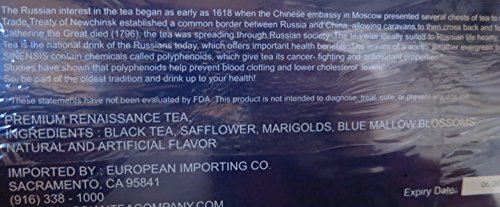 The Russian interest in the tea began as early as 1618 when the Chinese embassy in Moscow presented several chests of tea to
Trade Treaty of Newchinsk established a common border between Russia and China, allowing caravans to then cross back and
Catherine the Great died (1796), the tea was spreading through Russian society. The tea was ideally suited to Russian life hearty,
Tea is the national drink of the Russians today, which offers important health benefits. The leaves of a warm weather evergreen
SINENSIS contain chemicals called polyphenoids, which give tea its cancer- fighting and antioxidant properties.
Studies have shown that polyphenoids help prevent blood clotting and lower cholesterol levels.
So, be part of the oldest tradition and drink up to your health!
These statements have not been evaluated by FDA. This product is not intended to diagnose, treat, cure, or prevent any
PREMIUM RENAISSANCE TEA,
INGREDIENTS : BLACK TEA, SAFFLOWER, MARIGOLDS, BLUE MALLOW BLOSSOMS
NATURAL AND ARTIFICIAL FLAVOR
IMPORTED BY : EUROPEAN IMPORTING CO.
SACRAMENTO, CA 95841
(916) 338 - 1000
Expiry Date: